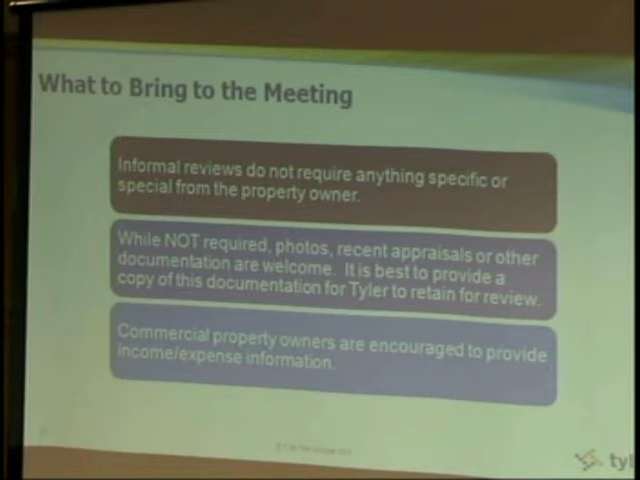 What to Bring to the Meeting
Informal reviews do not require anything specific or
special from the property owner.
While NOT required, photos, recent appraisals or other
documentation are welcome. It is best to provide a
copy of this documentation for Tyler to retain for review.
Commercial property owners are encouraged to provide
income/expense information.
tyl